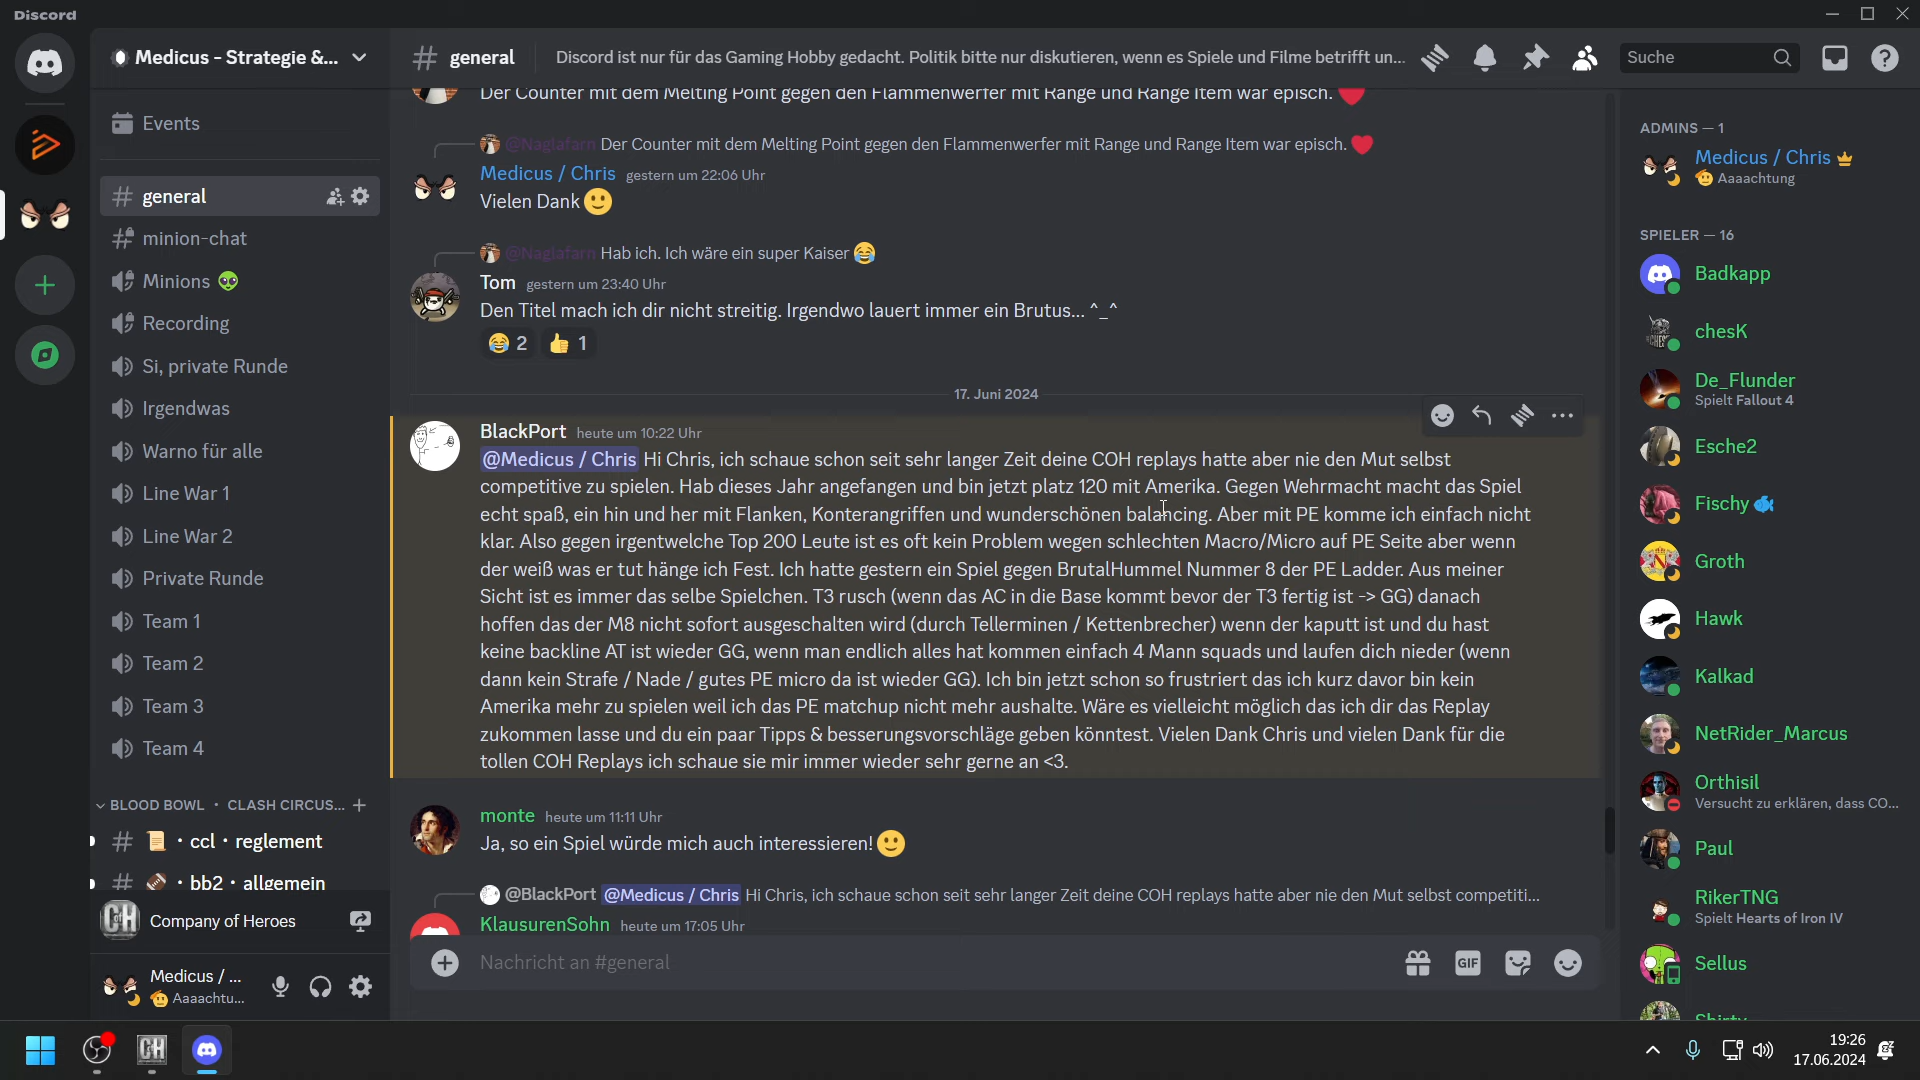 Discord
Medicus - Strategie &...
Events
general
minion-chat
Minions 👽
Recording
Si, private Runde
Irgendwas
Warno für alle
Line War 1
Line War 2
Private Runde
Team 1
Team 2
Team 3
Team 4
BLOOD BOWL • CLASH CIRCUS...
📜 • ccl • reglement
🏈 • bb2 • allgemein
Company of Heroes
Medicus / ...
🫡 Aaaachtu...
# general
Discord ist nur für das Gaming Hobby gedacht. Politik bitte nur diskutieren, wenn es Spiele und Filme betrifft un...
Suche
Der Counter mit dem Melting Point gegen den Flammenwerfer mit Range und Range Item war episch. ❤️
@Naglafarn Der Counter mit dem Melting Point gegen den Flammenwerfer mit Range und Range Item war episch. ❤️
Medicus / Chris gestern um 22:06 Uhr
Vielen Dank 🙂
@Naglafarn Hab ich. Ich wäre ein super Kaiser 😂
Tom gestern um 23:40 Uhr
Den Titel mach ich dir nicht streitig. Irgendwo lauert immer ein Brutus... ^_^
😂 2 👍 1
17. Juni 2024
BlackPort heute um 10:22 Uhr
@Medicus / Chris Hi Chris, ich schaue schon seit sehr langer Zeit deine COH replays hatte aber nie den Mut selbst
competitive zu spielen. Hab dieses Jahr angefangen und bin jetzt platz 120 mit Amerika. Gegen Wehrmacht macht das Spiel
echt spaß, ein hin und her mit Flanken, Konterangriffen und wunderschönen balancing. Aber mit PE komme ich einfach nicht
klar. Also gegen irgentwelche Top 200 Leute ist es oft kein Problem wegen schlechten Macro/Micro auf PE Seite aber wenn
der weiß was er tut hänge ich Fest. Ich hatte gestern ein Spiel gegen BrutalHummel Nummer 8 der PE Ladder. Aus meiner
Sicht ist es immer das selbe Spielchen. T3 rusch (wenn das AC in die Base kommt bevor der T3 fertig ist -> GG) danach
hoffen das der M8 nicht sofort ausgeschalten wird (durch Tellerminen / Kettenbrecher) wenn der kaputt ist und du hast
keine backline AT ist wieder GG, wenn man endlich alles hat kommen einfach 4 Mann squads und laufen dich nieder (wenn
dann kein Strafe / Nade / gutes PE micro da ist wieder GG). Ich bin jetzt schon so frustriert das ich kurz davor bin kein
Amerika mehr zu spielen weil ich das PE matchup nicht mehr aushalte. Wäre es vielleicht möglich das ich dir das Replay
zukommen lasse und du ein paar Tipps & besserungsvorschläge geben könntest. Vielen Dank Chris und vielen Dank für die
tollen COH Replays ich schaue sie mir immer wieder sehr gerne an <3.
monte heute um 11:11 Uhr
Ja, so ein Spiel würde mich auch interessieren! 🙂
@BlackPort @Medicus / Chris Hi Chris, ich schaue schon seit sehr langer Zeit deine COH replays hatte aber nie den Mut selbst competiti...
KlausurenSohn heute um 17:05 Uhr
Nachricht an #general
GIF
ADMINS — 1
Medicus / Chris
🫡 Aaaachtung
SPIELER — 16
Badkapp
chesK
De_Flunder
Spielt Fallout 4
Esche2
Fischy 🐟
Groth
Hawk
Kalkad
NetRider_Marcus
Orthisil
Versucht zu erklären, dass CO...
Paul
RikerTNG
Spielt Hearts of Iron IV
Sellus
19:26
17.06.2024